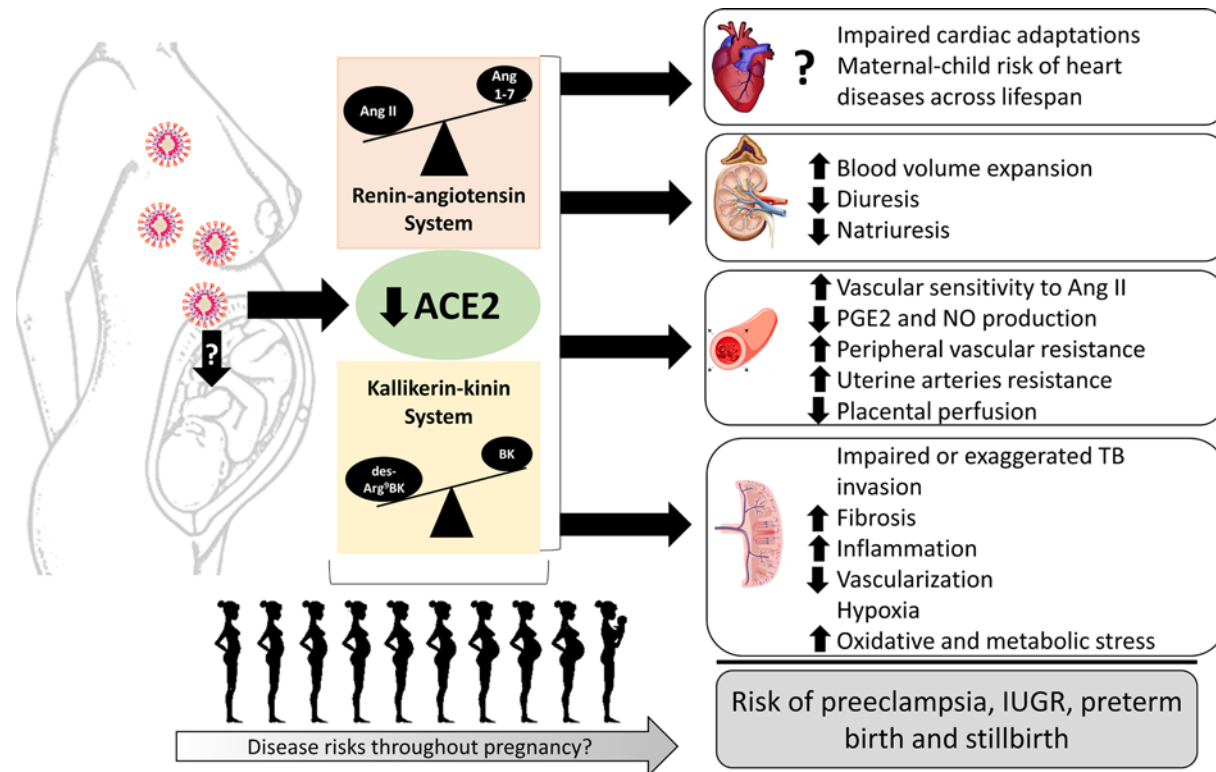 Ang II
Ang
1-7
Renin-angiotensin
System
ACE2
?
Kallikerin-kinin
System
des-
Arg⁹BK
BK
?
Impaired cardiac adaptations
Maternal-child risk of heart
diseases across lifespan
Blood volume expansion
Diuresis
Natriuresis
Vascular sensitivity to Ang II
PGE2 and NO production
Peripheral vascular resistance
Uterine arteries resistance
Placental perfusion
Impaired or exaggerated TB
invasion
Fibrosis
Inflammation
Vascularization
Hypoxia
Oxidative and metabolic stress
Risk of preeclampsia, IUGR, preterm
birth and stillbirth
Disease risks throughout pregnancy?